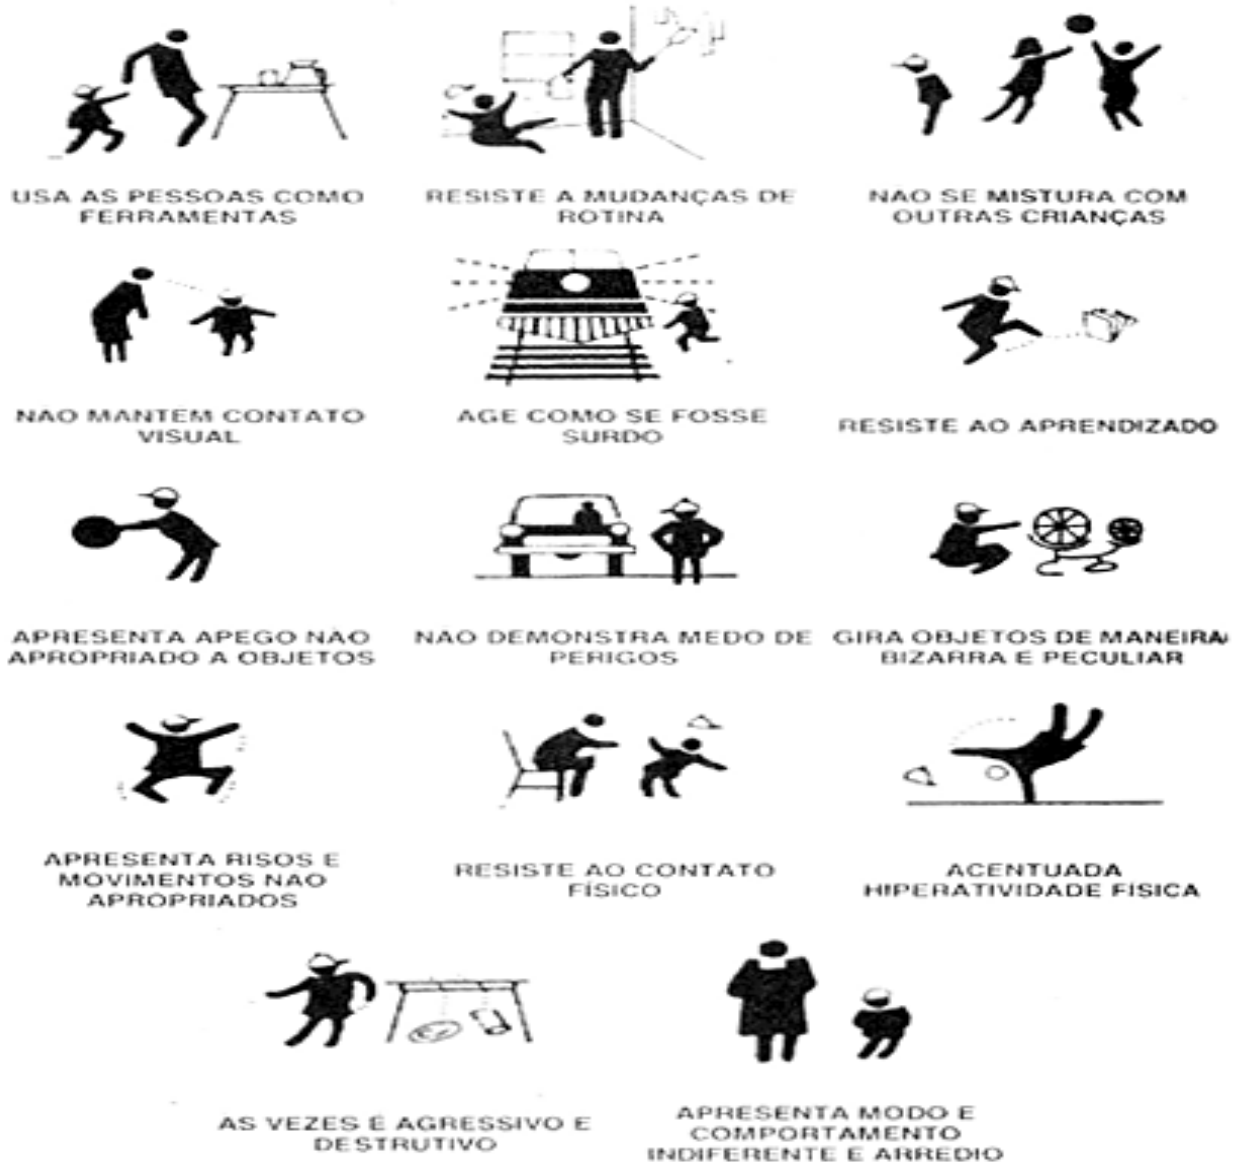 USA AS PESSOAS COMO
FERRAMENTAS
RESISTE A MUDANÇAS DE
ROTINA
NAO SE MISTURA COM
OUTRAS CRIANÇAS
NÃO MANTÉM CONTATO
VISUAL
AGE COMO SE FOSSE
SURDO
RESISTE AO APRENDIZADO
APRESENTA APEGO NÃO
APROPRIADO A OBJETOS
NÃO DEMONSTRA MEDO DE
PERIGOS
GIRA OBJETOS DE MANEIRA
BIZARRA E PECULIAR
APRESENTA RISOS E
MOVIMENTOS NAO
APROPRIADOS
RESISTE AO CONTATO
FÍSICO
ACENTUADA
HIPERATIVIDADE FÍSICA
AS VEZES É AGRESSIVO E
DESTRUTIVO
APRESENTA MODO E
COMPORTAMENTO
INDIFERENTE E ARREDIO